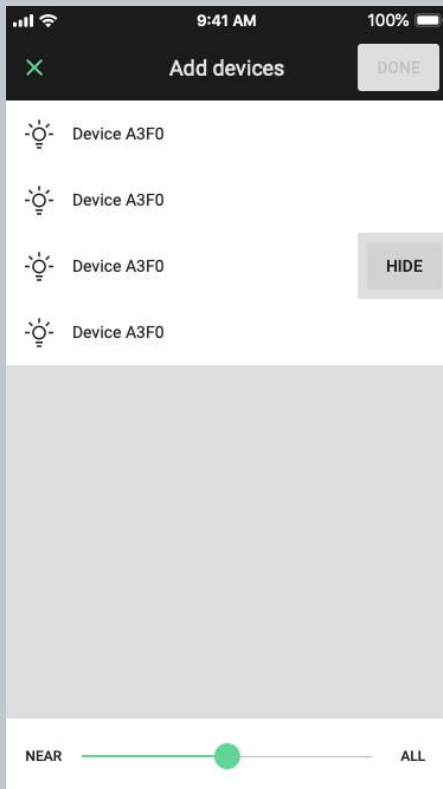 9:41 AM 100%
Add devices DONE
Device A3F0
Device A3F0
Device A3F0 HIDE
Device A3F0
NEAR ALL